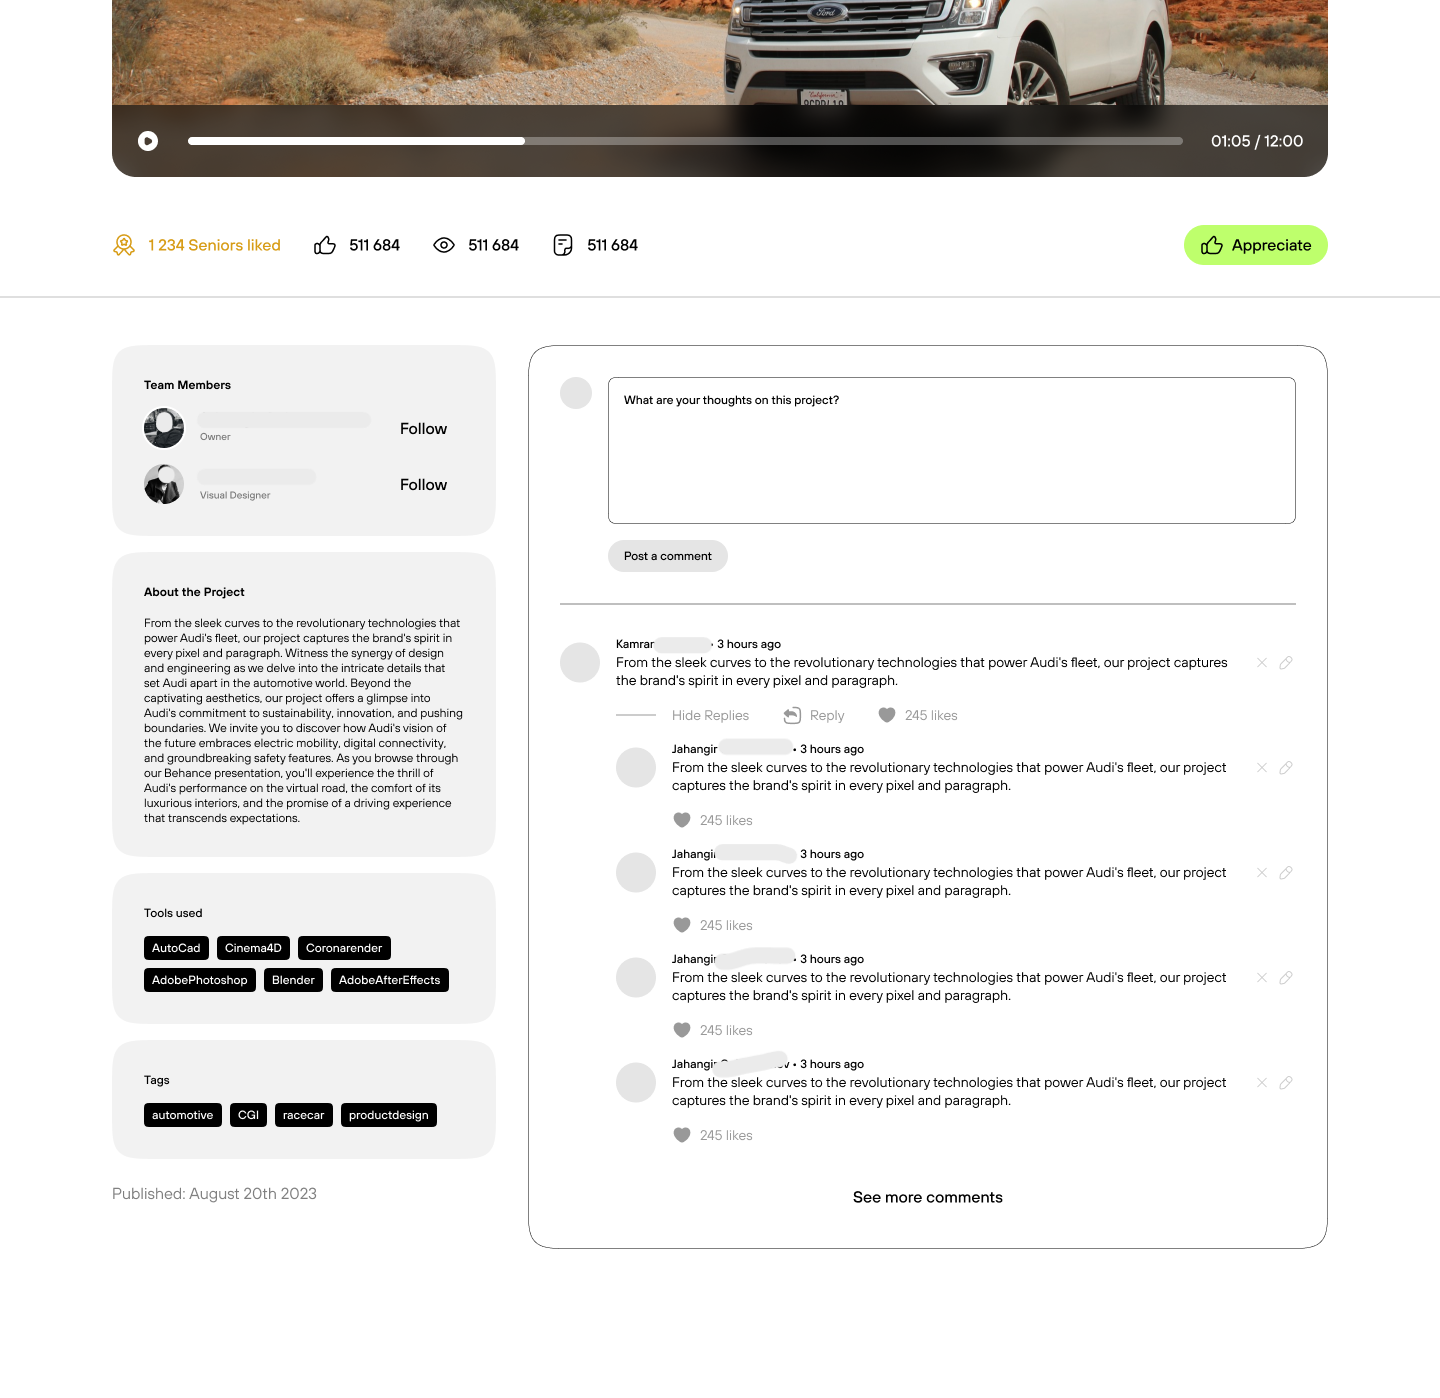 Ford
California
01:05 / 12:00
1 234 Seniors liked
511 684
511 684
511 684
Appreciate
Team Members
Owner
Follow
Visual Designer
Follow
About the Project
From the sleek curves to the revolutionary technologies that
power Audi's fleet, our project captures the brand's spirit in
every pixel and paragraph. Witness the synergy of design
and engineering as we delve into the intricate details that
set Audi apart in the automotive world. Beyond the
captivating aesthetics, our project offers a glimpse into
Audi's commitment to sustainability, innovation, and pushing
boundaries. We invite you to discover how Audi's vision of
the future embraces electric mobility, digital connectivity,
and groundbreaking safety features. As you browse through
our Behance presentation, you'll experience the thrill of
Audi's performance on the virtual road, the comfort of its
luxurious interiors, and the promise of a driving experience
that transcends expectations.
Tools used
AutoCad
Cinema4D
Coronarender
AdobePhotoshop
Blender
AdobeAfterEffects
Tags
automotive
CGI
racecar
productdesign
Published: August 20th 2023
What are your thoughts on this project?
Post a comment
Kamran • 3 hours ago
From the sleek curves to the revolutionary technologies that power Audi's fleet, our project captures
the brand's spirit in every pixel and paragraph.
Hide Replies
Reply
245 likes
Jahangir • 3 hours ago
From the sleek curves to the revolutionary technologies that power Audi's fleet, our project
captures the brand's spirit in every pixel and paragraph.
245 likes
Jahangir 3 hours ago
From the sleek curves to the revolutionary technologies that power Audi's fleet, our project
captures the brand's spirit in every pixel and paragraph.
245 likes
Jahangir • 3 hours ago
From the sleek curves to the revolutionary technologies that power Audi's fleet, our project
captures the brand's spirit in every pixel and paragraph.
245 likes
Jahangir • 3 hours ago
From the sleek curves to the revolutionary technologies that power Audi's fleet, our project
captures the brand's spirit in every pixel and paragraph.
245 likes
See more comments